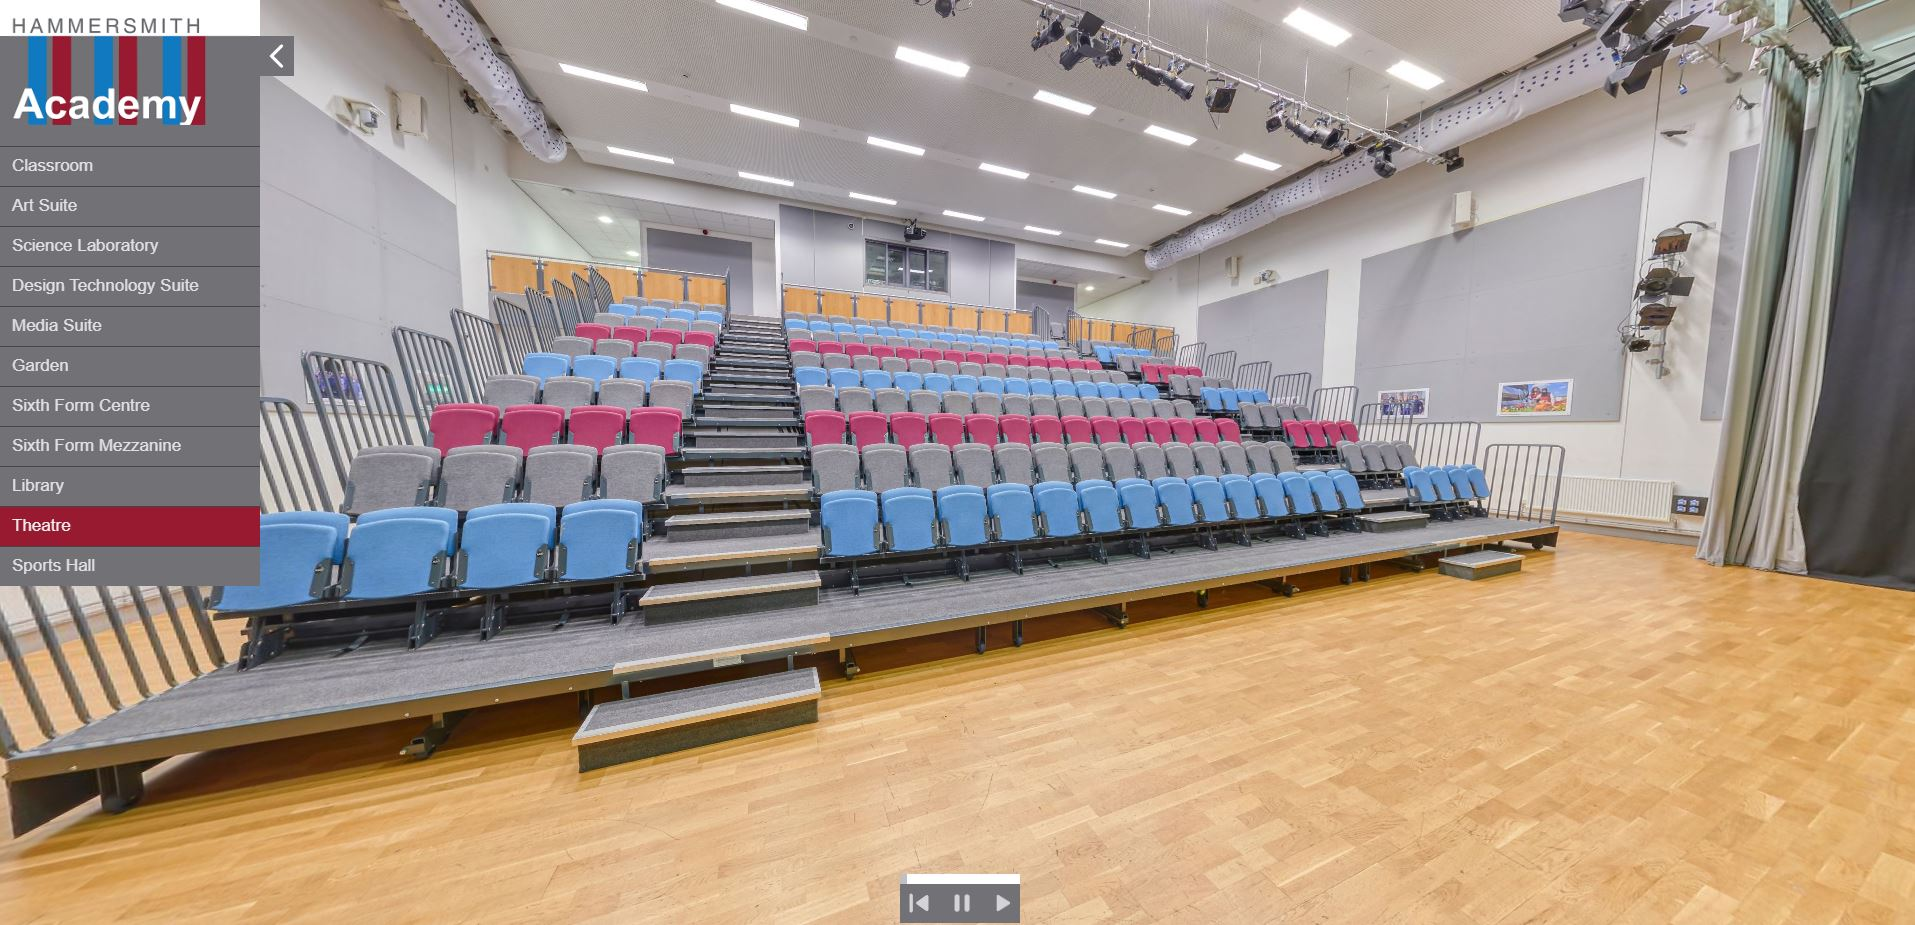 HAMMERSMITH
Academy
Classroom
Art Suite
Science Laboratory
Design Technology Suite
Media Suite
Garden
Sixth Form Centre
Sixth Form Mezzanine
Library
Theatre
Sports Hall